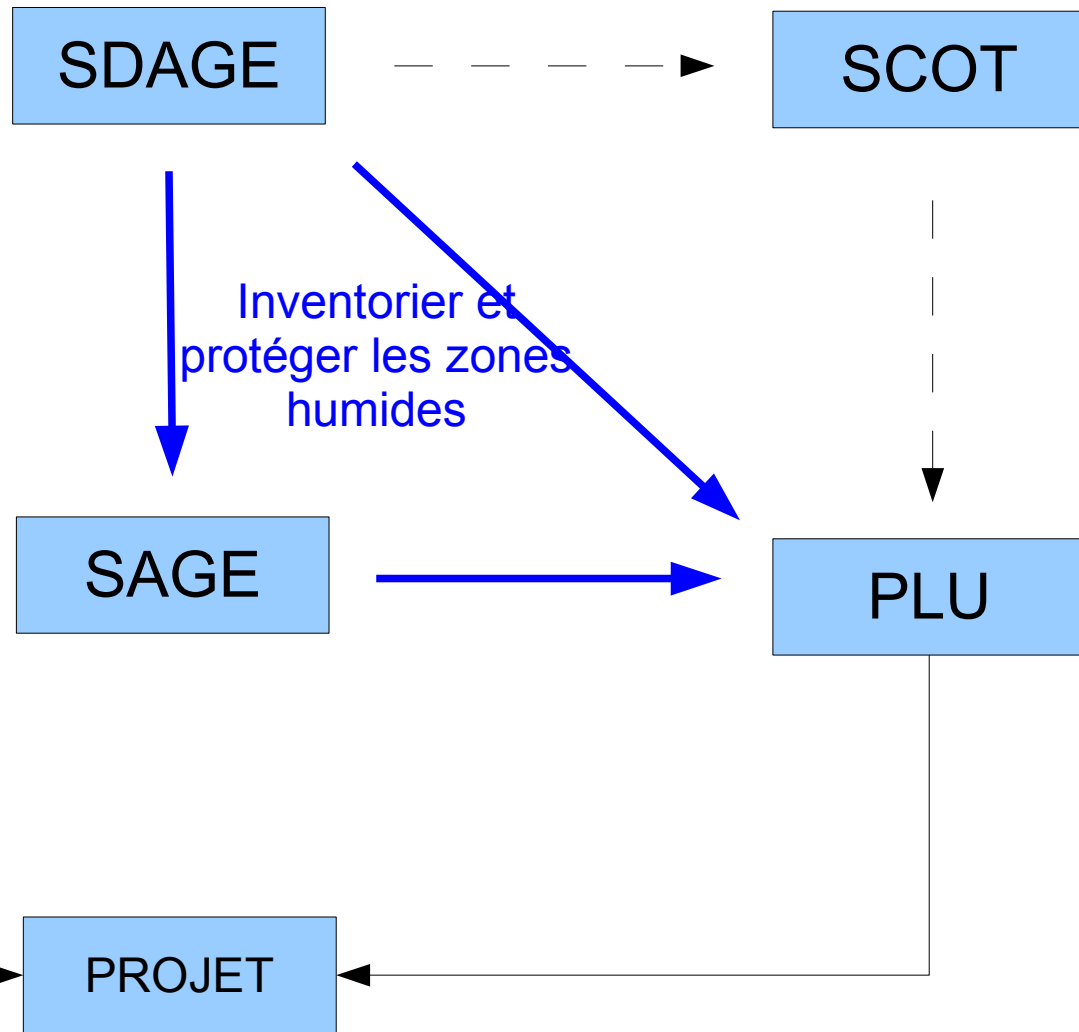 SDAGE
SCOT
Inventorier et
protéger les zones
humides
SAGE
PLU
PROJET